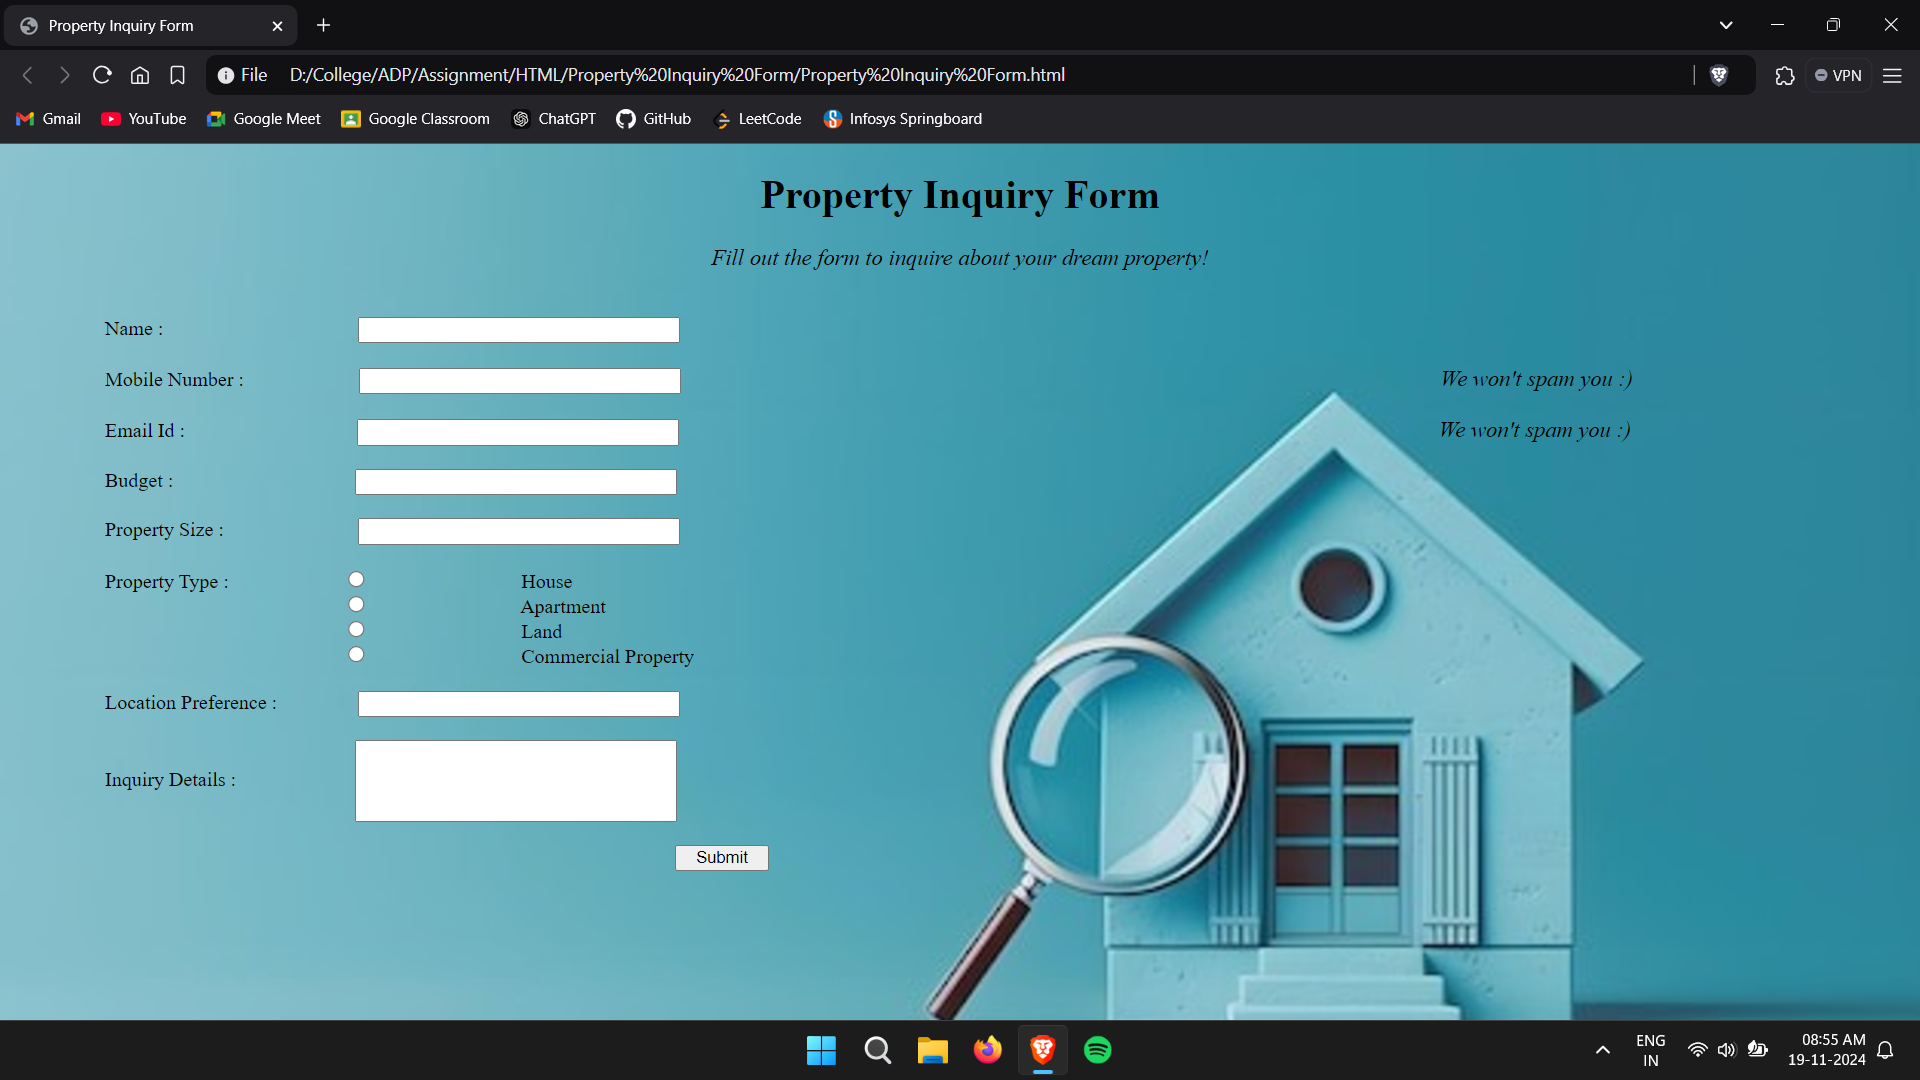 Property Inquiry Form
File D:/College/ADP/Assignment/HTML/Property%20Inquiry%20Form/Property%20Inquiry%20Form.html
VPN
Gmail YouTube Google Meet Google Classroom ChatGPT GitHub LeetCode Infosys Springboard
Property Inquiry Form
Fill out the form to inquire about your dream property!
Name :
Mobile Number : We won't spam you :)
Email Id : We won't spam you :)
Budget :
Property Size :
Property Type : House
Apartment
Land
Commercial Property
Location Preference :
Inquiry Details :
Submit
ENG 08:55 AM
IN 19-11-2024